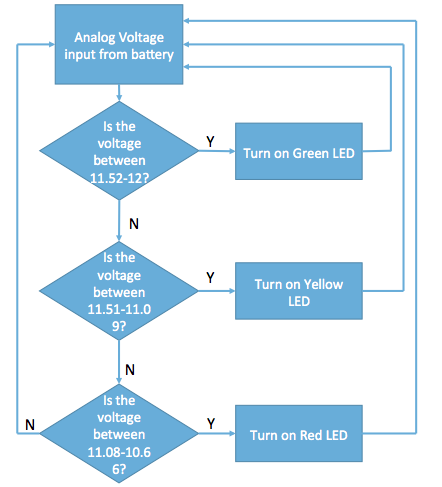 Analog Voltage
input from battery
Is the
voltage
between
11.52-12?
Y
Turn on Green LED
N
Is the
voltage
between
11.51-11.0
9?
Y
Turn on Yellow
LED
N
Is the
voltage
between
11.08-10.6
6?
N
Y
Turn on Red LED